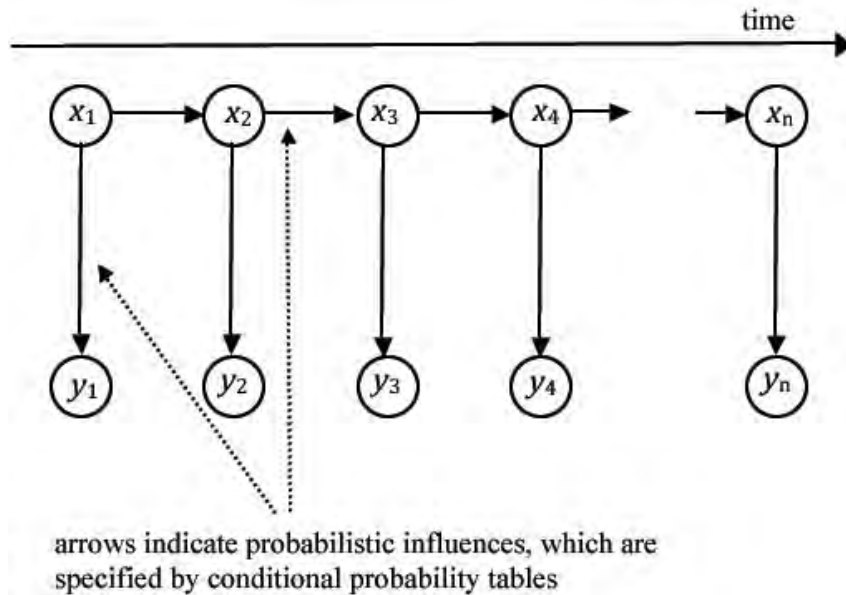 time
x₁ x₂ x₃ x₄ xₙ
y₁ y₂ y₃ y₄ yₙ
arrows indicate probabilistic influences, which are
specified by conditional probability tables